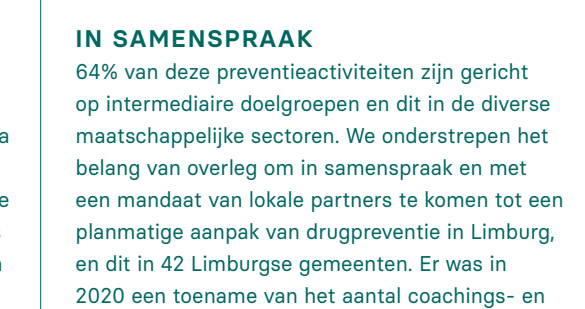 IN SAMENSPRAAK
64% van deze preventieactiviteiten zijn gericht
op intermediaire doelgroepen en dit in de diverse
maatschappelijke sectoren. We onderstrepen het
belang van overleg om in samenspraak en met
een mandaat van lokale partners te komen tot een
planmatige aanpak van drugpreventie in Limburg,
en dit in 42 Limburgse gemeenten. Er was in
2020 een toename van het aantal coachings- en